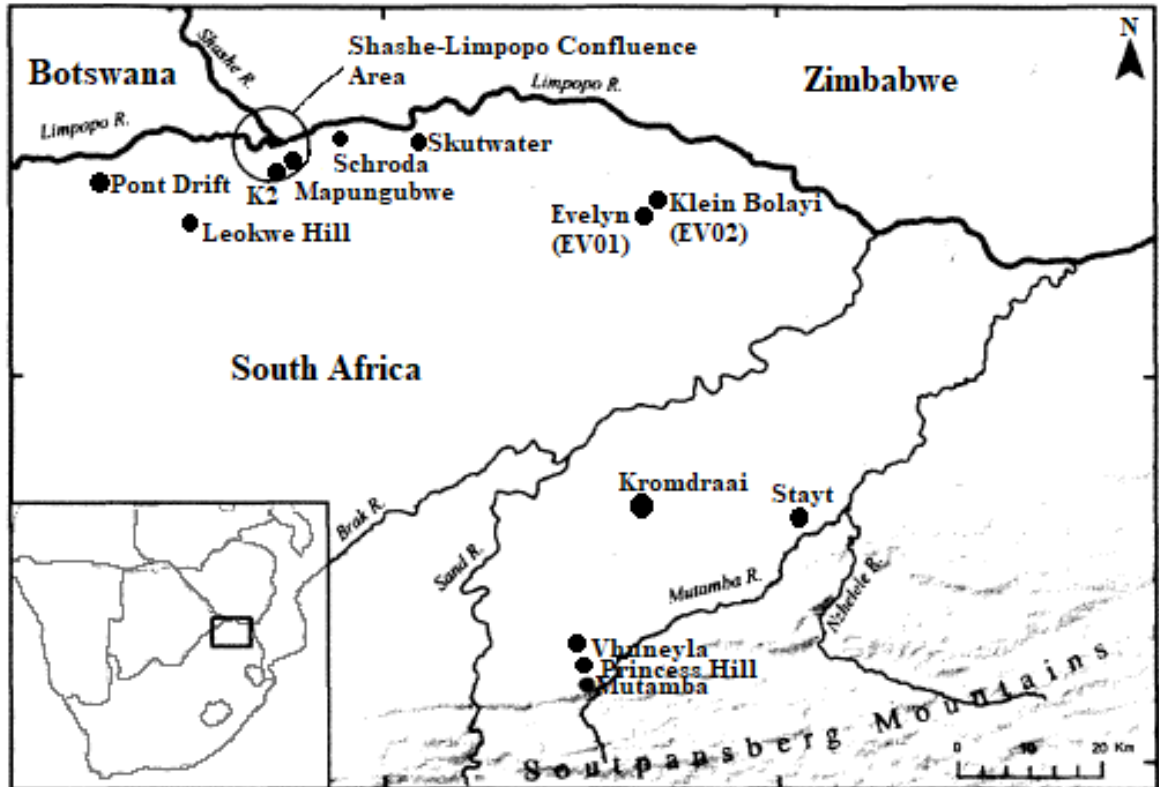 N
Shashe-Limpopo Confluence
Area
Botswana
Zimbabwe
Shashe R.
Limpopo R.
Limpopo R.
Skutwater
Schroda
Pont Drift
K2
Mapungubwe
Leokwe Hill
Klein Bolayi
(EV02)
Evelyn
(EV01)
South Africa
Kromdraai
Stayt
Brak R.
Sand R.
Mutamba R.
Nzhelele R.
Vhuneyla
Princess Hill
Mutamba
Soutpansberg Mountains
0 10 20 Km